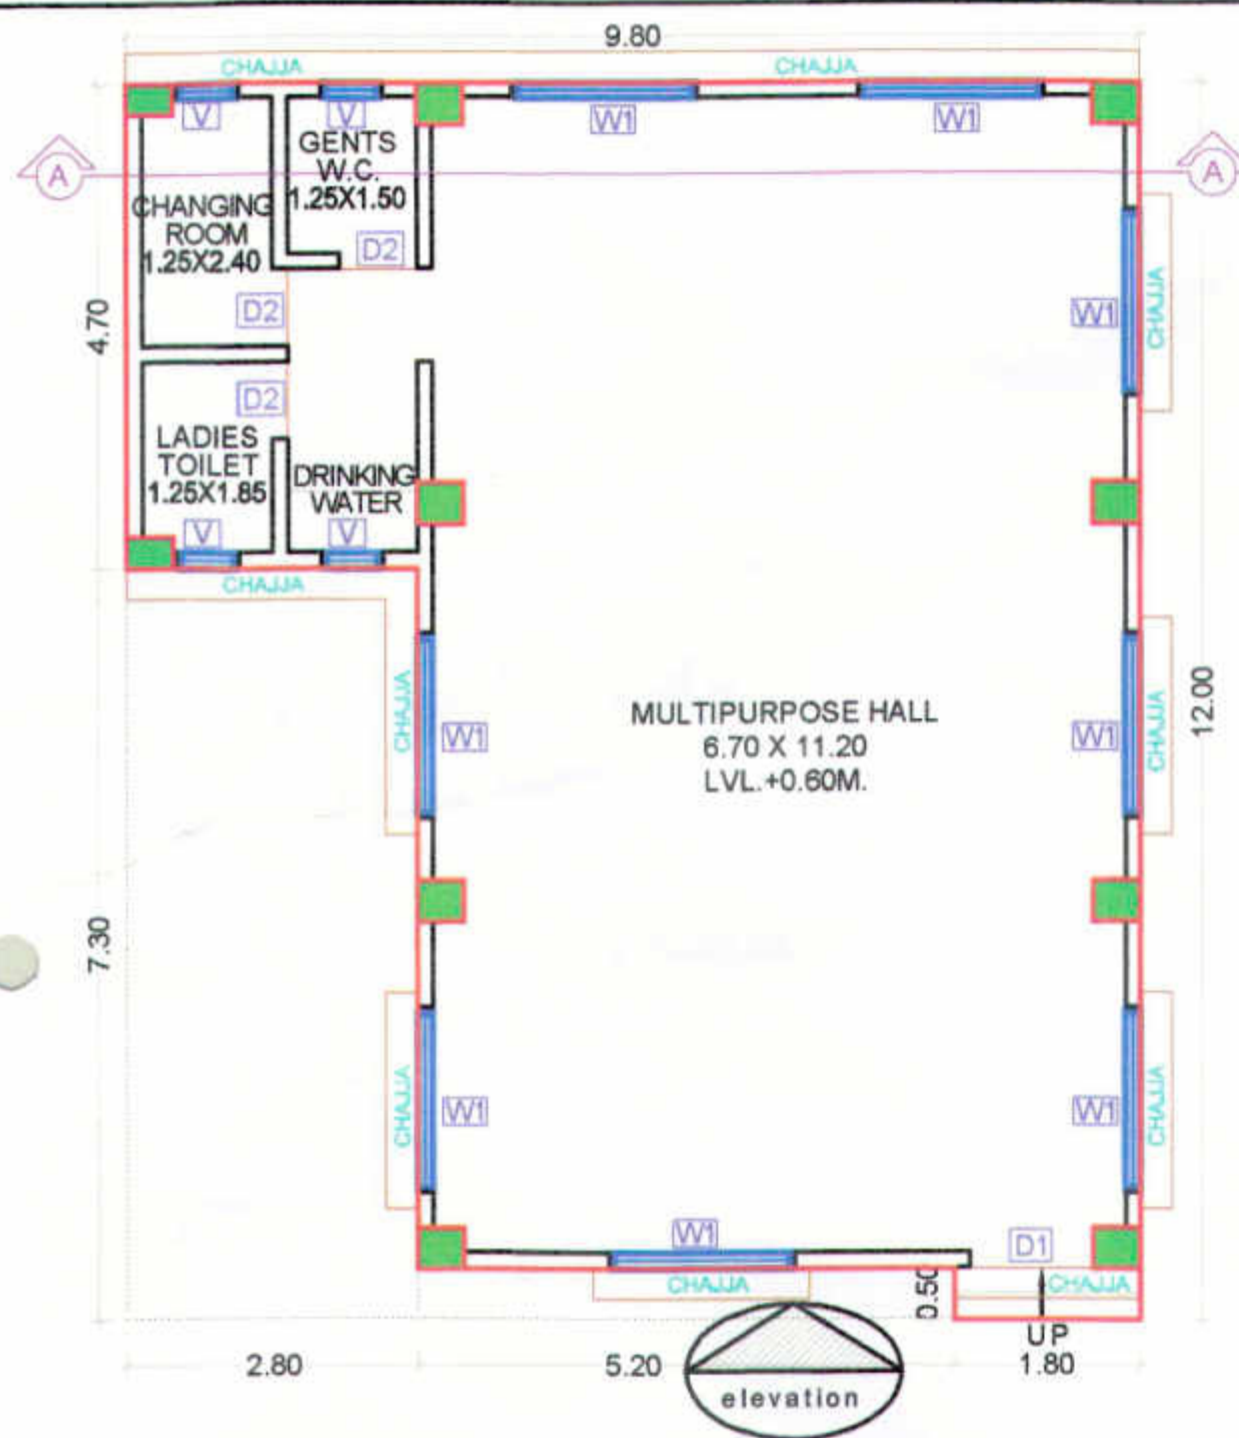 9.80
CHAJJA
CHAJJA
V
V
W1
W1
GENTS
W.C.
1.25X1.50
A
A
CHANGING
ROOM
1.25X2.40
D2
D2
W1
CHAJJA
4.70
D2
LADIES
TOILET
1.25X1.85
DRINKING
WATER
V
V
CHAJJA
CHAJJA
W1
MULTIPURPOSE HALL
6.70 X 11.20
LVL.+0.60M.
W1
CHAJJA
12.00
7.30
CHAJJA
W1
W1
CHAJJA
W1
D1
CHAJJA
0.50
CHAJJA
UP
2.80
5.20
1.80
elevation